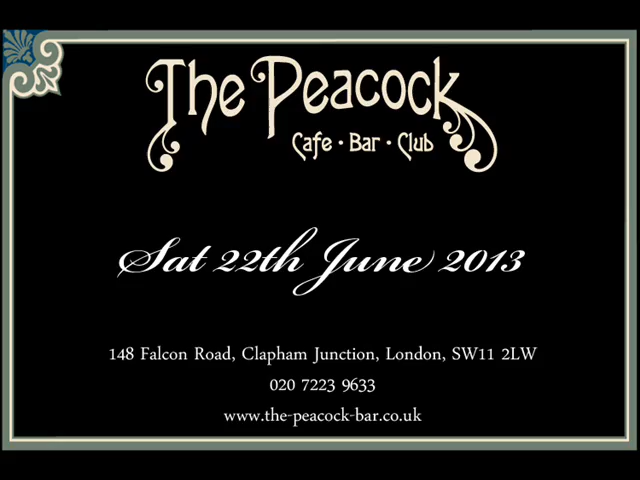 The Peacock
Cafe • Bar • Club
Sat 22th June 2013
148 Falcon Road, Clapham Junction, London, SW11 2LW
020 7223 9633
www.the-peacock-bar.co.uk